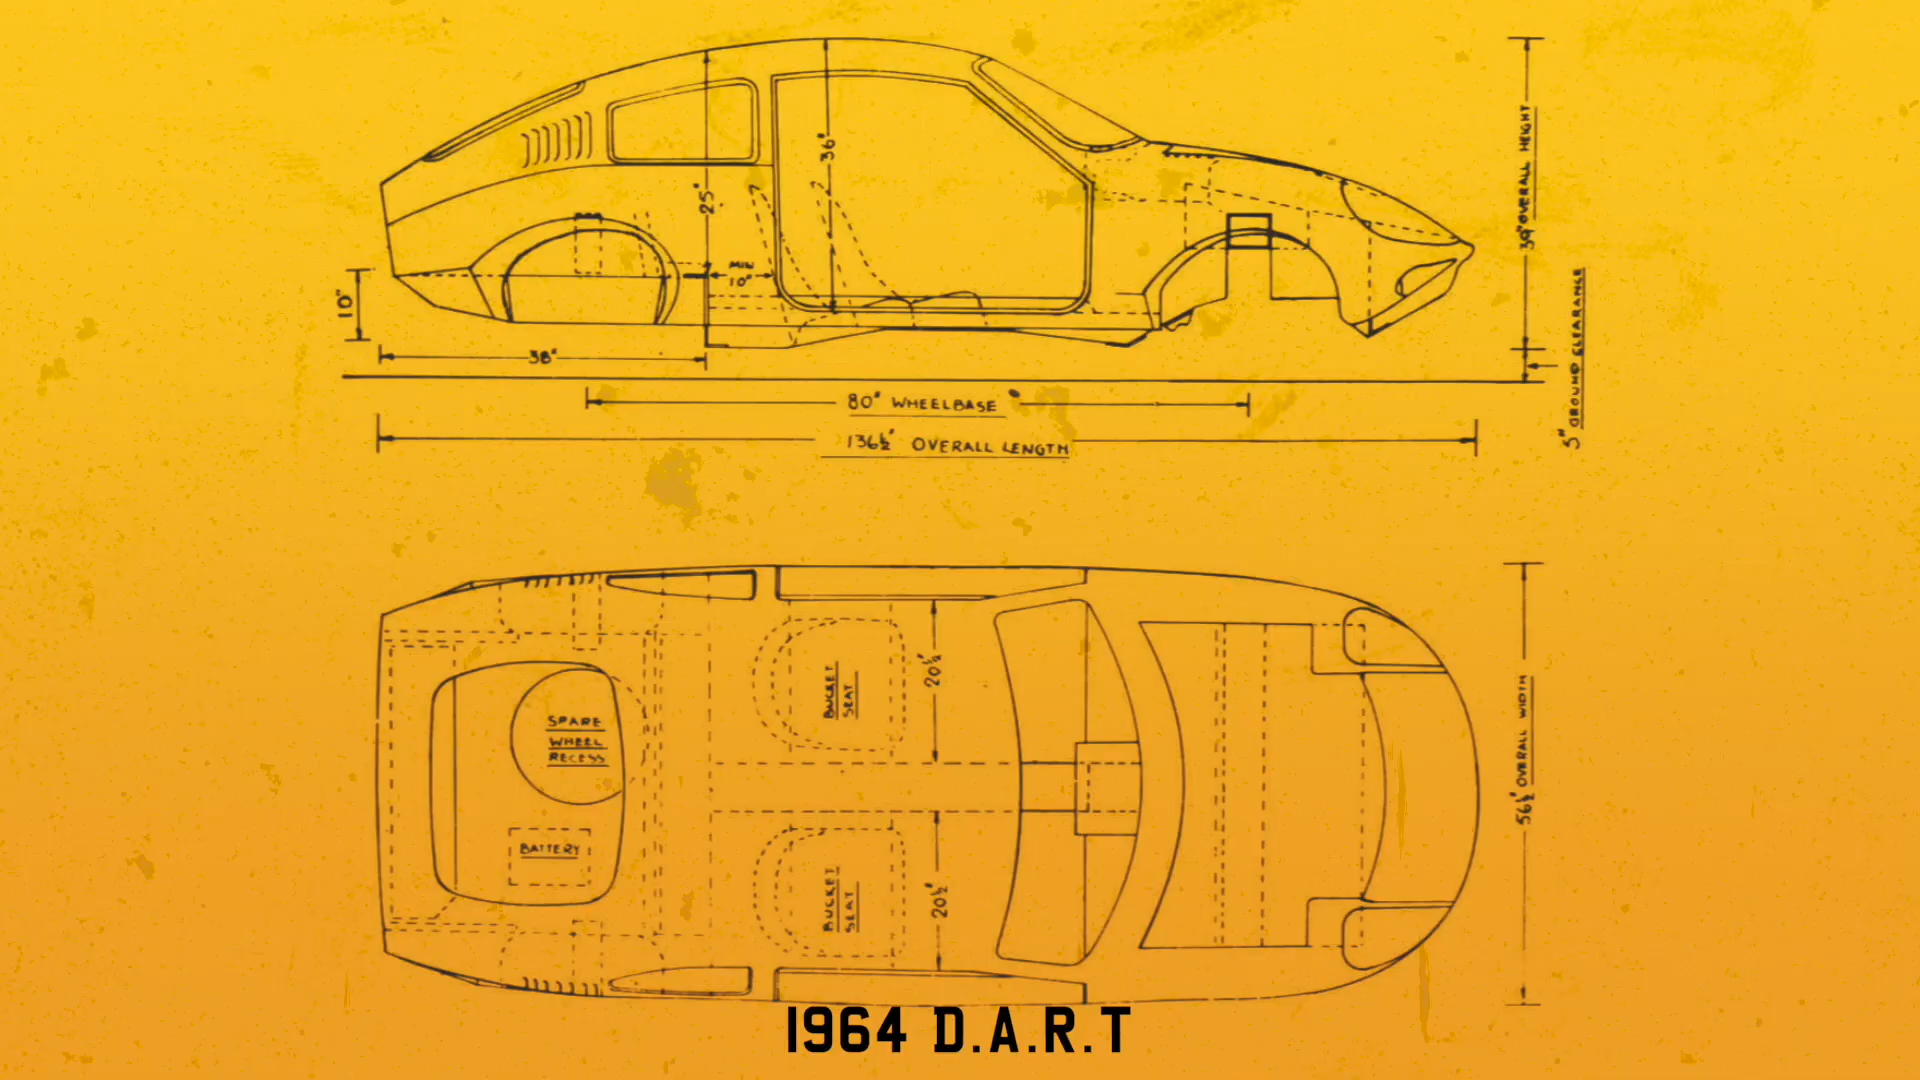 36"
25"
39" OVERALL HEIGHT
MIN
10"
10"
38"
5" GROUND CLEARANCE
80" WHEELBASE
136½" OVERALL LENGTH
BUCKET
SEAT
20½"
SPARE
WHEEL
RECESS
56½" OVERALL WIDTH
BATTERY
BUCKET
SEAT
20½"
1964 D.A.R.T